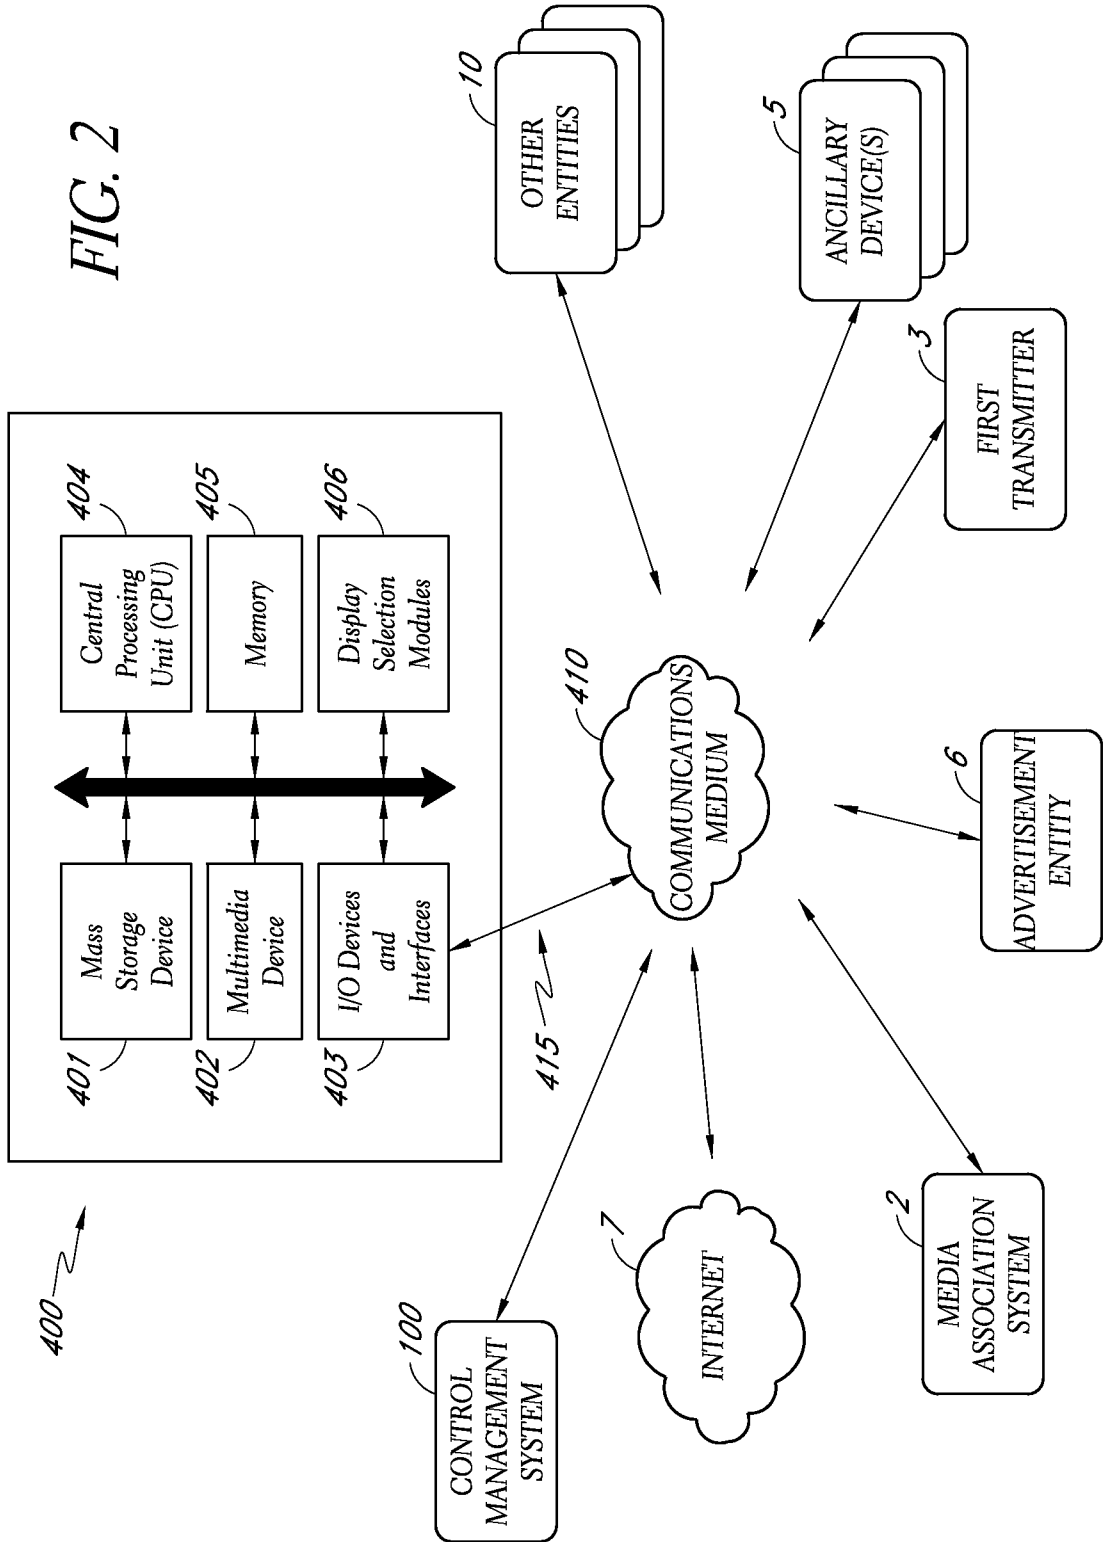 FIG. 2
400
401
Mass
Storage
Device
402
Multimedia
Device
403
I/O Devices
and
Interfaces
404
Central
Processing
Unit (CPU)
405
Memory
406
Display
Selection
Modules
415
410
COMMUNICATIONS
MEDIUM
100
CONTROL
MANAGEMENT
SYSTEM
7
INTERNET
2
MEDIA
ASSOCIATION
SYSTEM
6
ADVERTISEMENT
ENTITY
3
FIRST
TRANSMITTER
5
ANCILLARY
DEVICE(S)
10
OTHER
ENTITIES